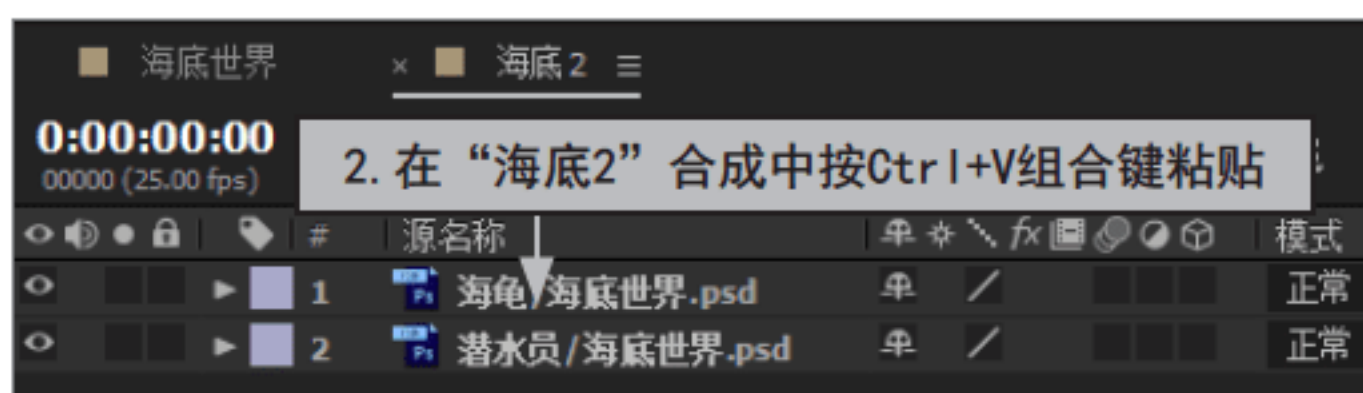 海底世界 × 海底 2 ≡
0:00:00:00
00000 (25.00 fps)
2. 在“海底2”合成中按Ctrl+V组合键粘贴
# 源名称 fx 模式
1 Ps 海龟/海底世界.psd 正常
2 Ps 潜水员/海底世界.psd 正常